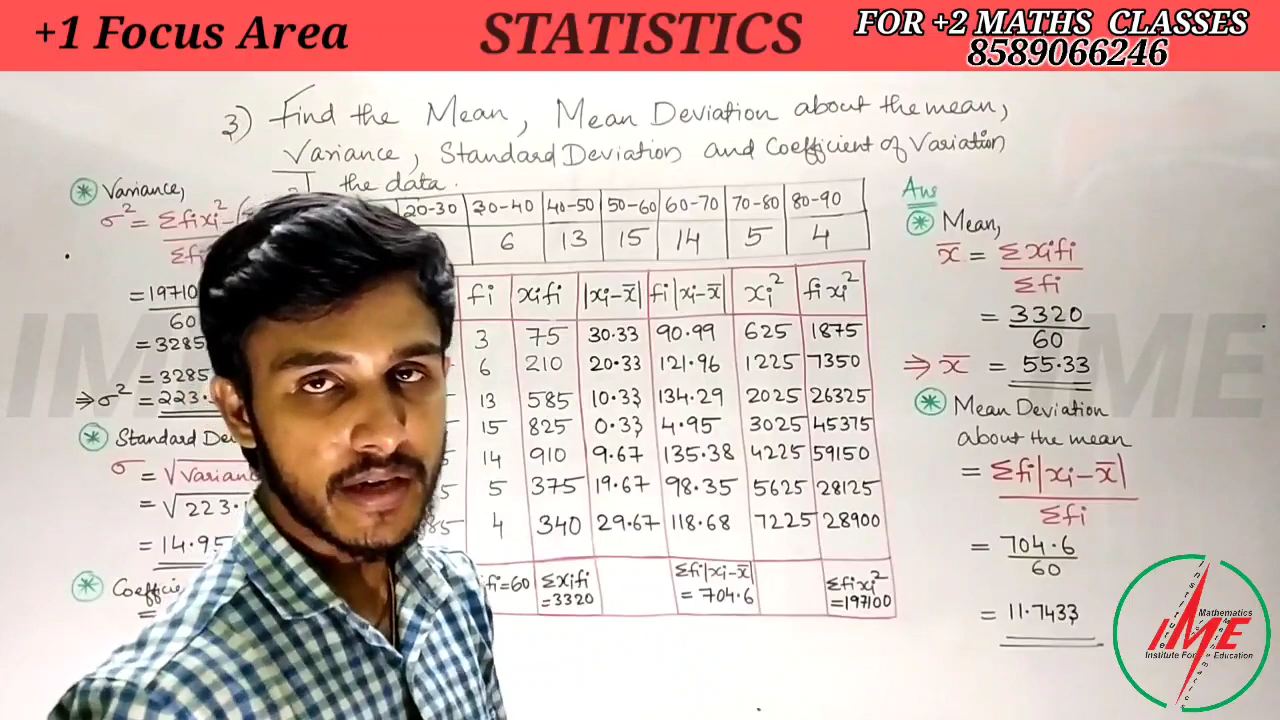 +1 Focus Area
STATISTICS
FOR +2 MATHS CLASSES
8589066246
3) Find the Mean, Mean Deviation about the mean,
Variance, Standard Deviation and Coefficient of Variation
the data.
20-30 30-40 40-50 50-60 60-70 70-80 80-90
6 13 15 14 5 4
fi xifi |xi-x̄| fi|xi-x̄| xi² fixi²
3 75 30.33 90.99 625 1875
6 210 20.33 121.96 1225 7350
13 585 10.33 134.29 2025 26325
15 825 0.33 4.95 3025 45375
14 910 9.67 135.38 4225 59150
5 375 19.67 98.35 5625 28125
4 340 29.67 118.68 7225 28900
fi=60 Σxifi =3320 Σfi|xi-x̄| = 704.6 Σfixi² =197100
* Variance,
σ² = Σfixi²-
Σfi
=19710
60
= 3285
= 3285
⇒ σ² = 223.
* Standard De
σ = √Varianc
= √223.
= 14.95
* Coefficie
=
Ans
* Mean,
x̄ = Σxifi
Σfi
= 3320
60
⇒ x̄ = 55.33
* Mean Deviation
about the mean
= Σfi|xi-x̄|
Σfi
= 704.6
60
= 11.7433
Mathematics
IME
Institute For Education
IME